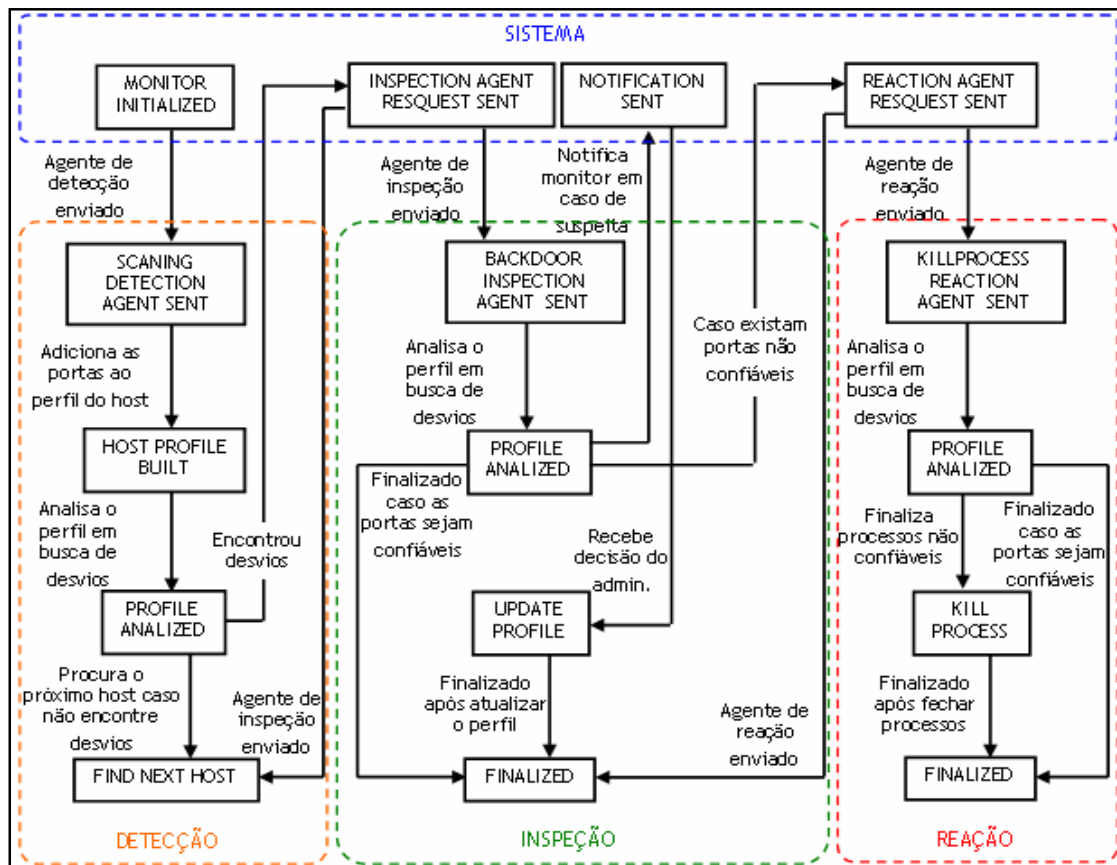 SISTEMA
MONITOR
INITIALIZED
INSPECTION AGENT
RESQUEST SENT
NOTIFICATION
SENT
REACTION AGENT
RESQUEST SENT
Agente de
detecção
enviado
Agente de
inspeção
enviado
Notifica
monitor em
caso de
suspeita
Agente de
reação
enviado
SCANING
DETECTION
AGENT SENT
BACKDOOR
INSPECTION
AGENT SENT
KILLPROCESS
REACTION
AGENT SENT
Adiciona as
portas ao
perfil do host
Analisa o
perfil em
busca de
desvios
Caso existam
portas não
confiáveis
Analisa o
perfil em
busca de
desvios
HOST PROFILE
BUILT
PROFILE
ANALIZED
PROFILE
ANALIZED
Analisa o
perfil em
busca de
desvios
Encontrou
desvios
Finalizado
caso as
portas sejam
confiáveis
Recebe
decisão do
admin.
Finaliza
processos não
confiáveis
Finalizado
caso as
portas sejam
confiáveis
PROFILE
ANALIZED
UPDATE
PROFILE
KILL
PROCESS
Procura o
próximo host caso
não encontre
desvios
Agente de
inspeção
enviado
Finalizado
após atualizar
o perfil
Agente de
reação
enviado
Finalizado
após fechar
processos
FIND NEXT HOST
FINALIZED
FINALIZED
DETECÇÃO
INSPEÇÃO
REAÇÃO